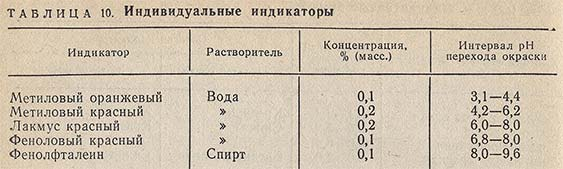 ТАБЛИЦА 10. Индивидуальные индикаторы
Индикатор Растворитель Концентрация, % (масс.) Интервал pH перехода окраски
Метиловый оранжевый Вода 0,1 3,1—4,4
Метиловый красный » 0,2 4,2—6,2
Лакмус красный » 0,2 6,0—8,0
Феноловый красный » 0,1 6,8—8,0
Фенолфталеин Спирт 0,1 8,0—9,6